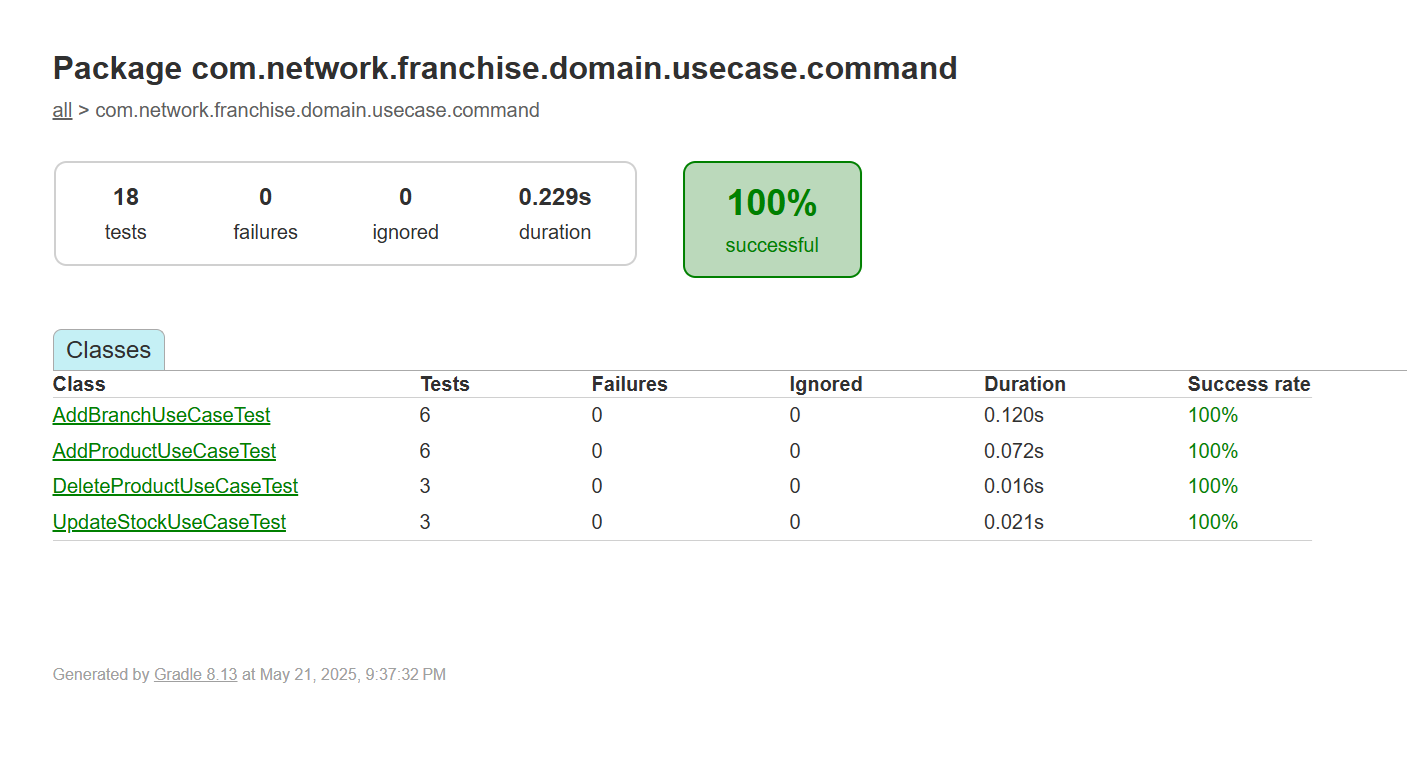 Package com.network.franchise.domain.usecase.command
all > com.network.franchise.domain.usecase.command
18 0 0 0.229s
tests failures ignored duration
100%
successful
Classes
Class Tests Failures Ignored Duration Success rate
AddBranchUseCaseTest 6 0 0 0.120s 100%
AddProductUseCaseTest 6 0 0 0.072s 100%
DeleteProductUseCaseTest 3 0 0 0.016s 100%
UpdateStockUseCaseTest 3 0 0 0.021s 100%
Generated by Gradle 8.13 at May 21, 2025, 9:37:32 PM